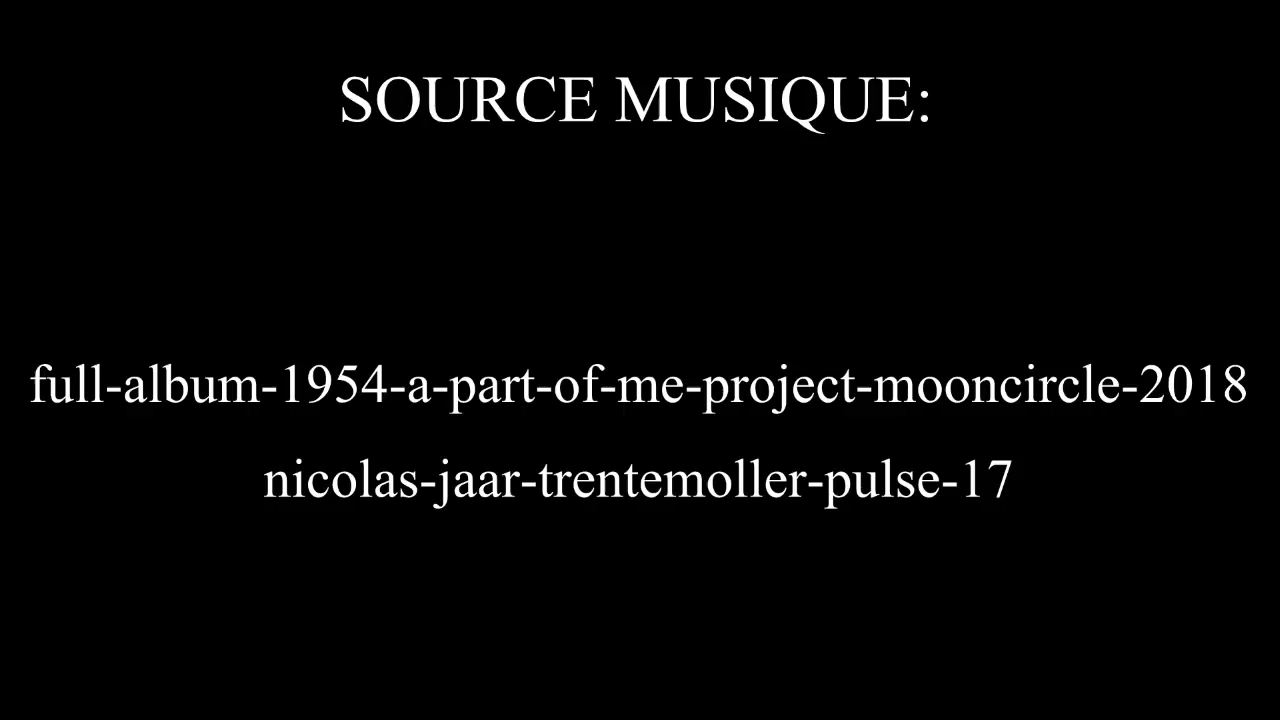 SOURCE MUSIQUE:
full-album-1954-a-part-of-me-project-mooncircle-2018
nicolas-jaar-trentemoller-pulse-17